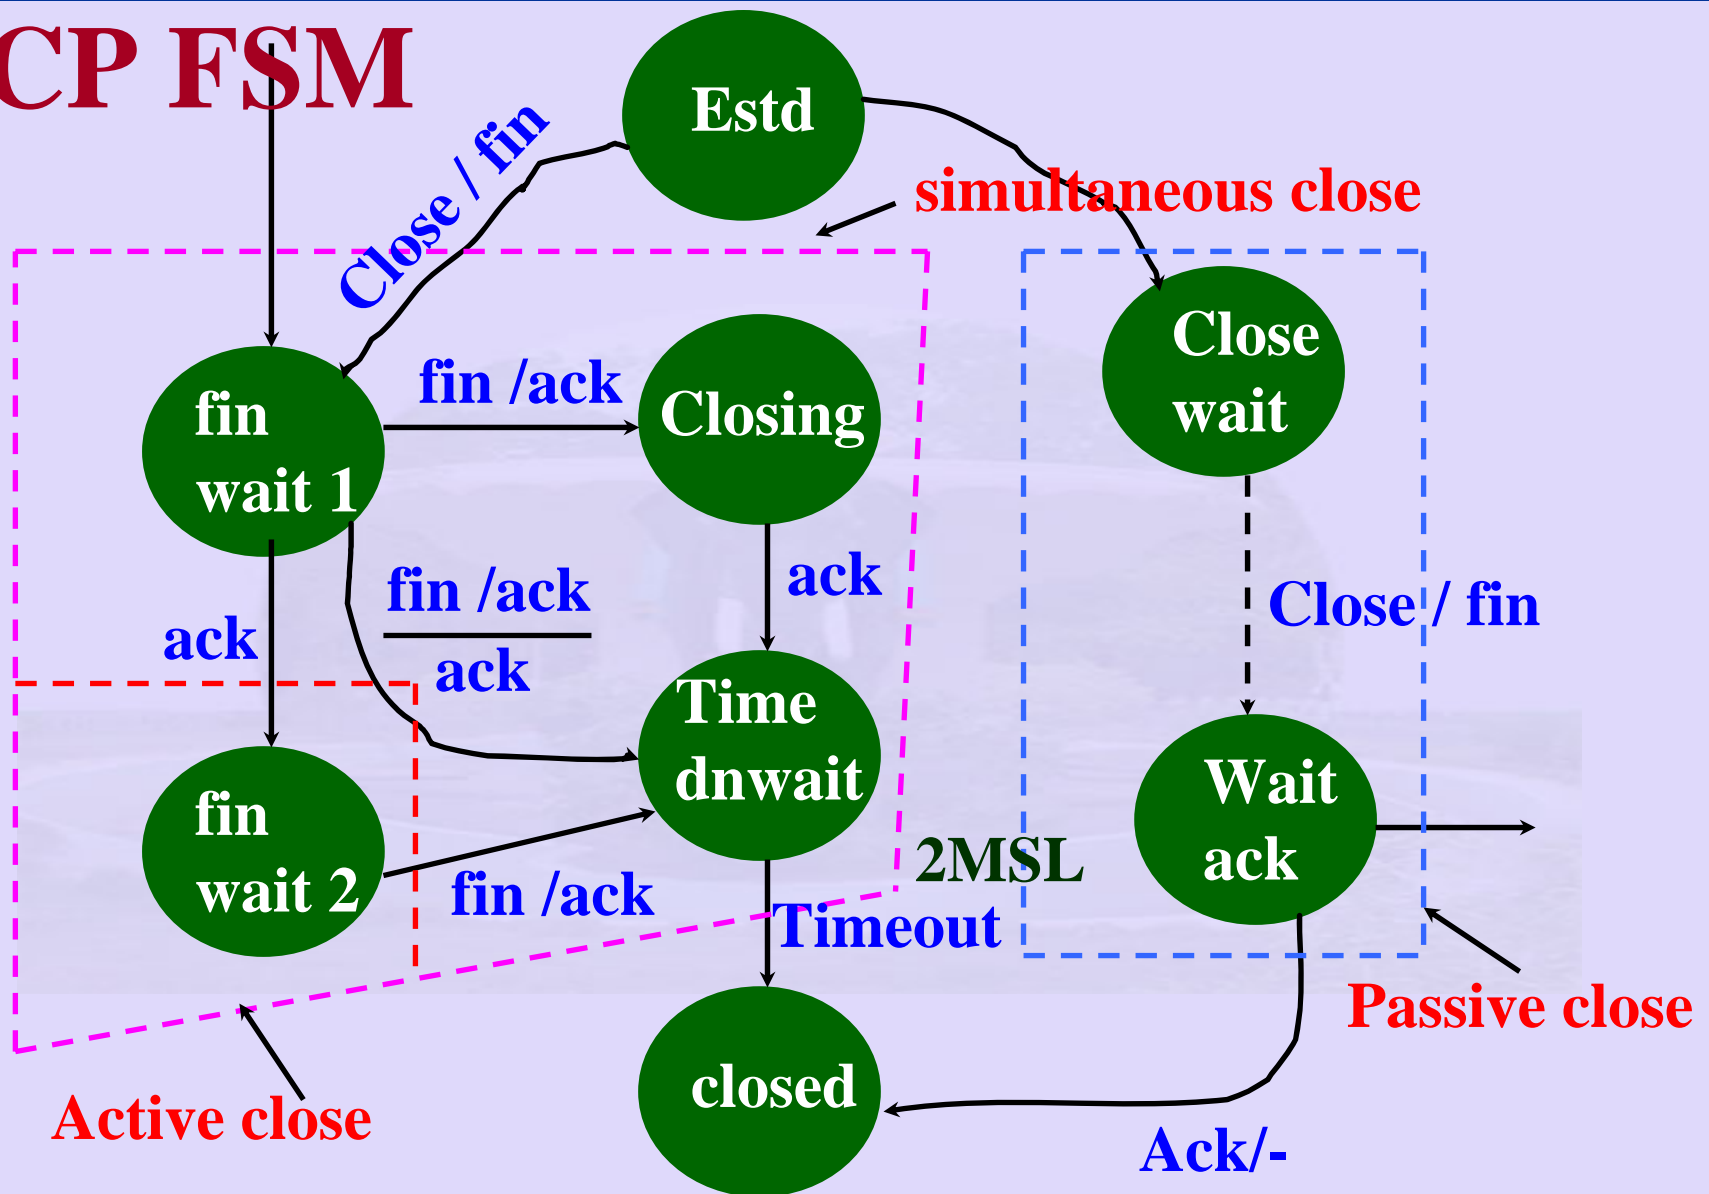 CP FSM
Estd
Close / fin
simultaneous close
Close
wait
fin /ack
Closing
fin
wait 1
fin /ack
ack
ack
ack
Close / fin
Time
dnwait
Wait
ack
fin
wait 2
fin /ack
2MSL
Timeout
Passive close
closed
Active close
Ack/-